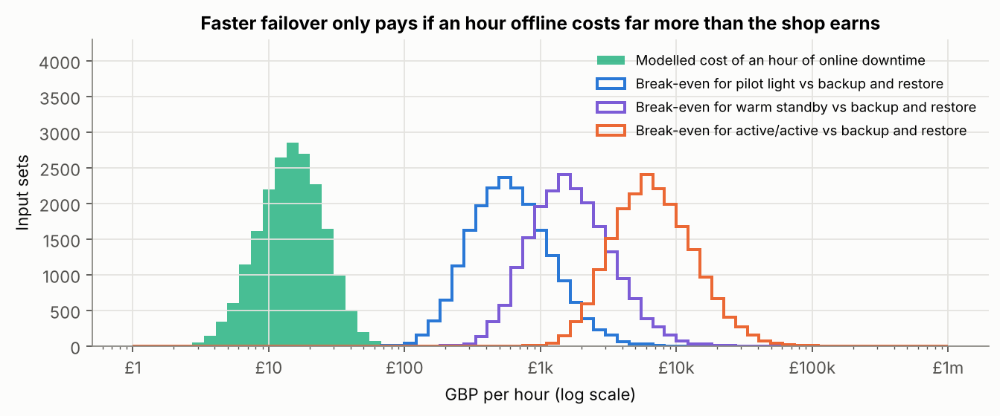 Faster failover only pays if an hour offline costs far more than the shop earns
Modelled cost of an hour of online downtime
Break-even for pilot light vs backup and restore
Break-even for warm standby vs backup and restore
Break-even for active/active vs backup and restore
Input sets
4000
3500
3000
2500
2000
1500
1000
500
0
£1 £10 £100 £1k £10k £100k £1m
GBP per hour (log scale)